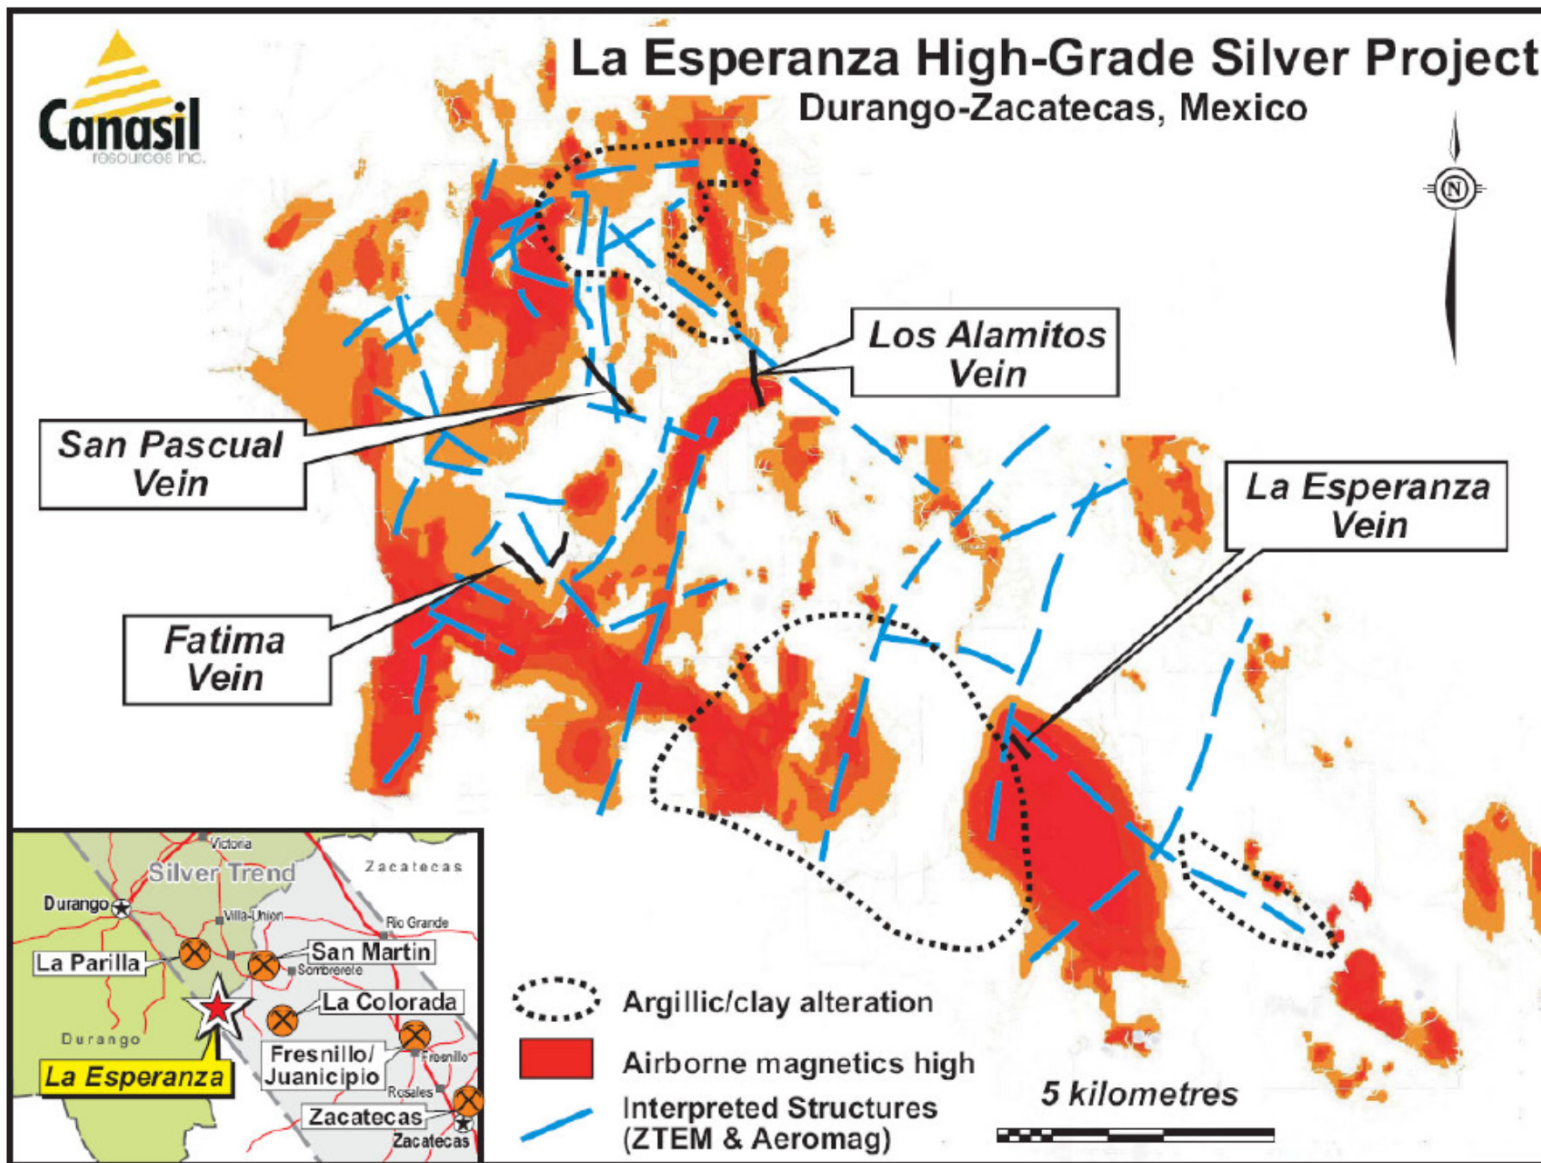 Canasil
resources inc.
La Esperanza High-Grade Silver Project
Durango-Zacatecas, Mexico
N
Los Alamitos
Vein
San Pascual
Vein
La Esperanza
Vein
Fatima
Vein
Victoria
Silver Trend
Zacatecas
Durango
Villa-Union
Rio Grande
La Parilla
San Martin
Sombrerete
La Colorada
Durango
Fresnillo/
Juanicipio
Fresnillo
La Esperanza
Rosales
Zacatecas
Zacatecas
Argillic/clay alteration
Airborne magnetics high
Interpreted Structures
(ZTEM & Aeromag)
5 kilometres